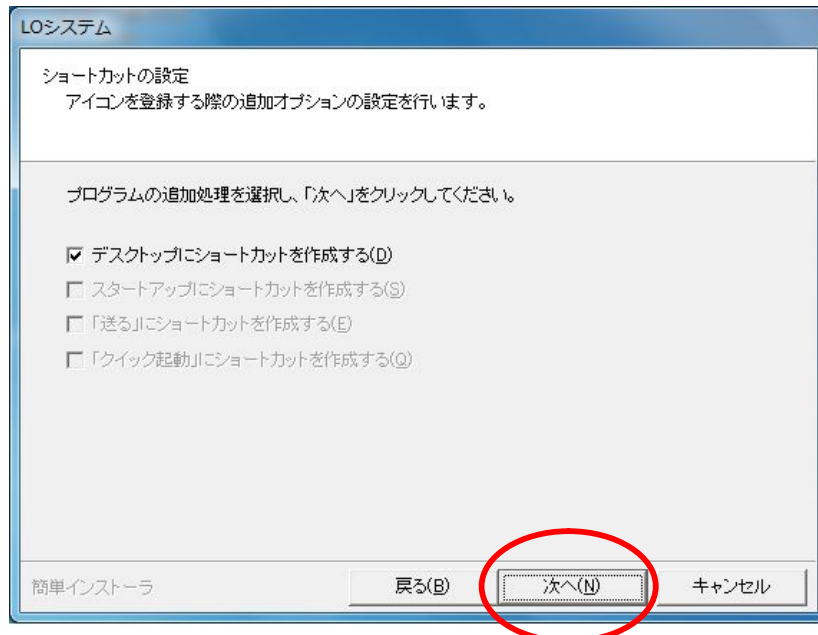 LOシステム
ショートカットの設定
アイコンを登録する際の追加オプションの設定を行います。
プログラムの追加処理を選択し、「次へ」をクリックしてください。
デスクトップにショートカットを作成する(D)
スタートアップにショートカットを作成する(S)
「送る」にショートカットを作成する(E)
「クイック起動」にショートカットを作成する(Q)
簡単インストーラ 戻る(B) 次へ(N) キャンセル